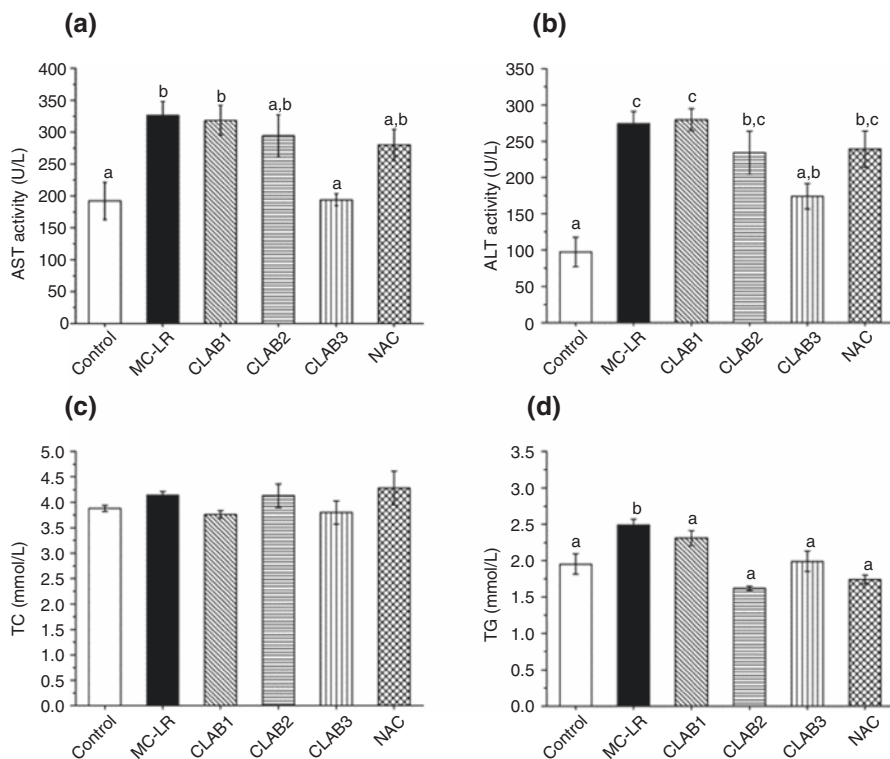 (a)
AST activity (U/L)
400
350
300
250
200
150
100
50
0
a
b
b
a,b
a
a,b
Control
MC-LR
CLAB1
CLAB2
CLAB3
NAC
(b)
ALT activity (U/L)
350
300
250
200
150
100
50
0
a
c
c
b,c
a,b
b,c
Control
MC-LR
CLAB1
CLAB2
CLAB3
NAC
(c)
TC (mmol/L)
5.0
4.5
4.0
3.5
3.0
2.5
2.0
1.5
1.0
0.5
0.0
Control
MC-LR
CLAB1
CLAB2
CLAB3
NAC
(d)
TG (mmol/L)
3.5
3.0
2.5
2.0
1.5
1.0
0.5
0.0
a
b
a
a
a
a
Control
MC-LR
CLAB1
CLAB2
CLAB3
NAC